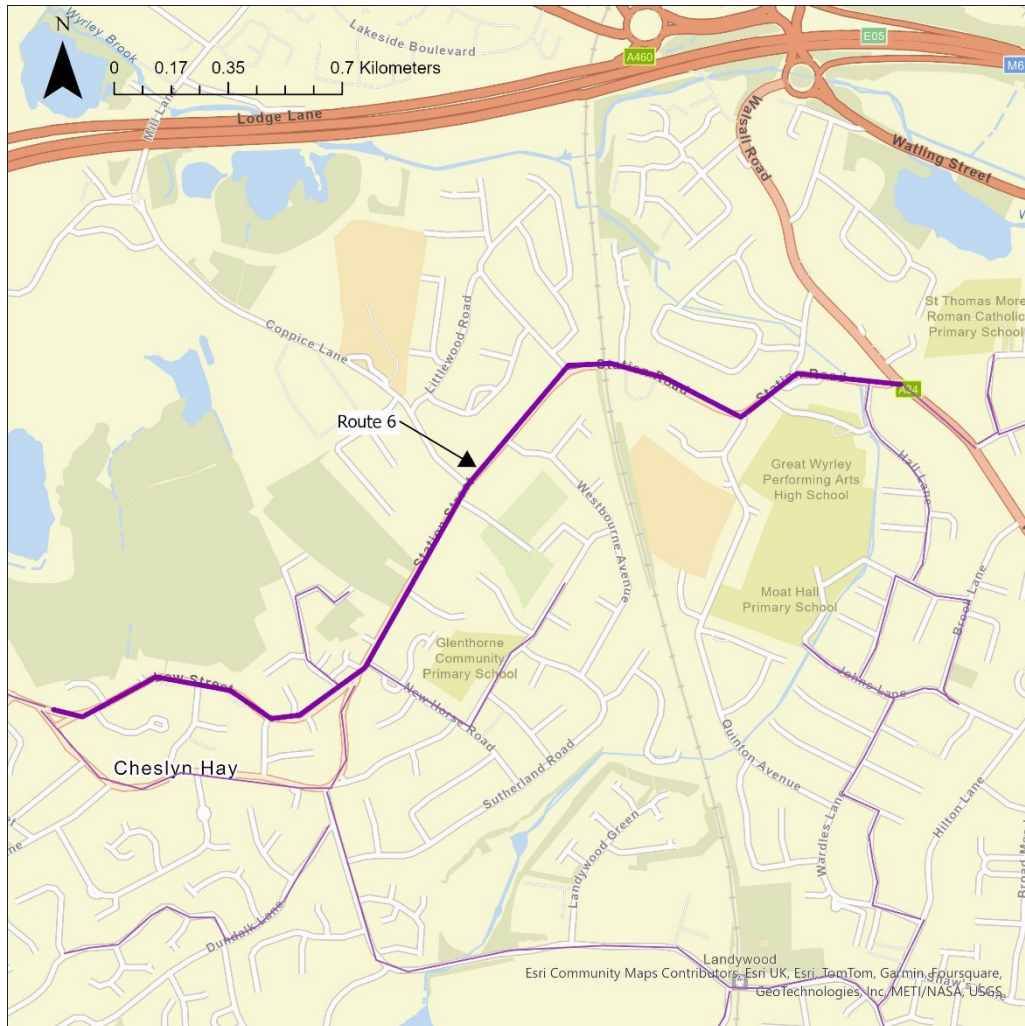 Wyrley Brook
Lakeside Boulevard
E05
A460
M6
N
0 0.17 0.35 0.7 Kilometers
Mill Lane
Lodge Lane
Walsall Road
Watling Street
St Thomas More
Roman Catholic
Primary School
Coppice Lane
Littlewood Road
Station Road
Station Road
A34
Route 6
Great Wyrley
Performing Arts
High School
Hall Lane
Station Street
Westbourne Avenue
Moat Hall
Primary School
Brook Lane
Glenthorne
Community
Primary School
Johns Lane
Low Street
New Horse Road
Cheslyn Hay
Sutherland Road
Quinton Avenue
Hilton Lane
Wardles Lane
Landywood Green
Dundalk Lane
Landywood
Esri Community Maps Contributors, Esri UK, Esri, TomTom, Garmin, Foursquare,
GeoTechnologies, Inc, METI/NASA, USGS
Shaw's Lane